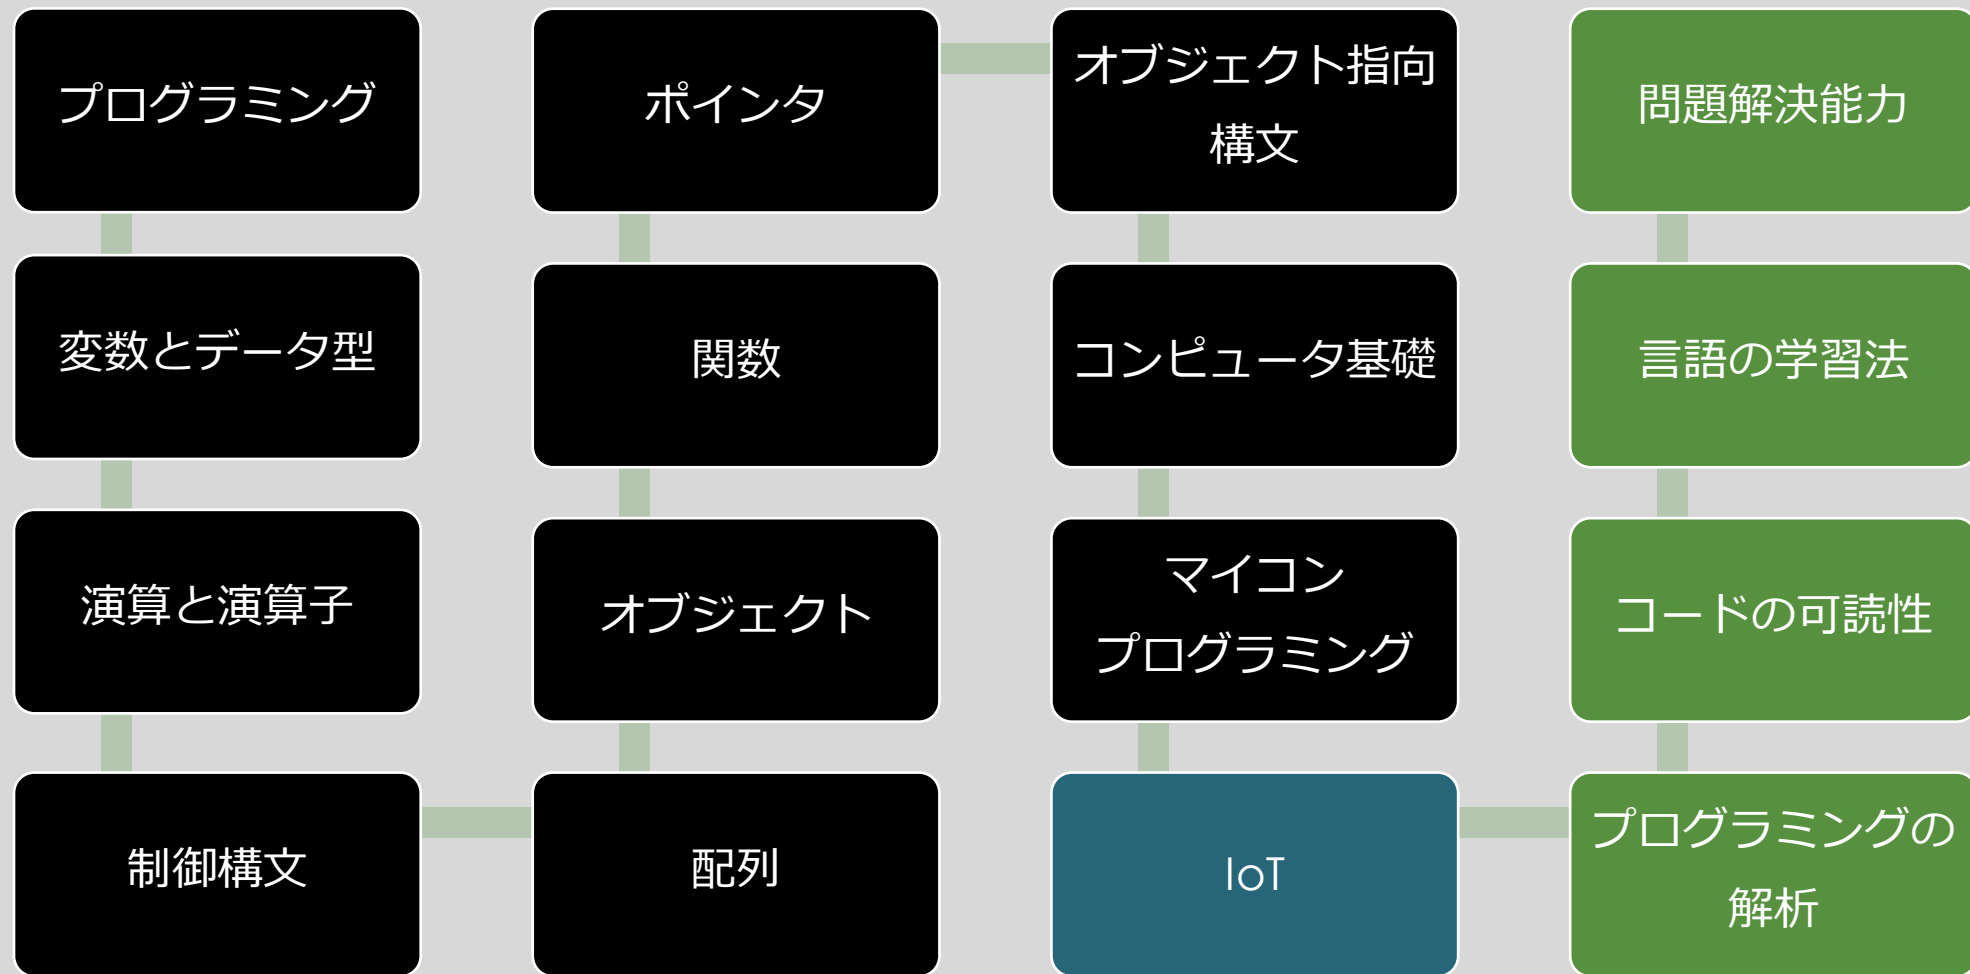 プログラミング
変数とデータ型
演算と演算子
制御構文
配列
オブジェクト
関数
ポインタ
オブジェクト指向
構文
コンピュータ基礎
マイコン
プログラミング
IoT
プログラミングの
解析
コードの可読性
言語の学習法
問題解決能力